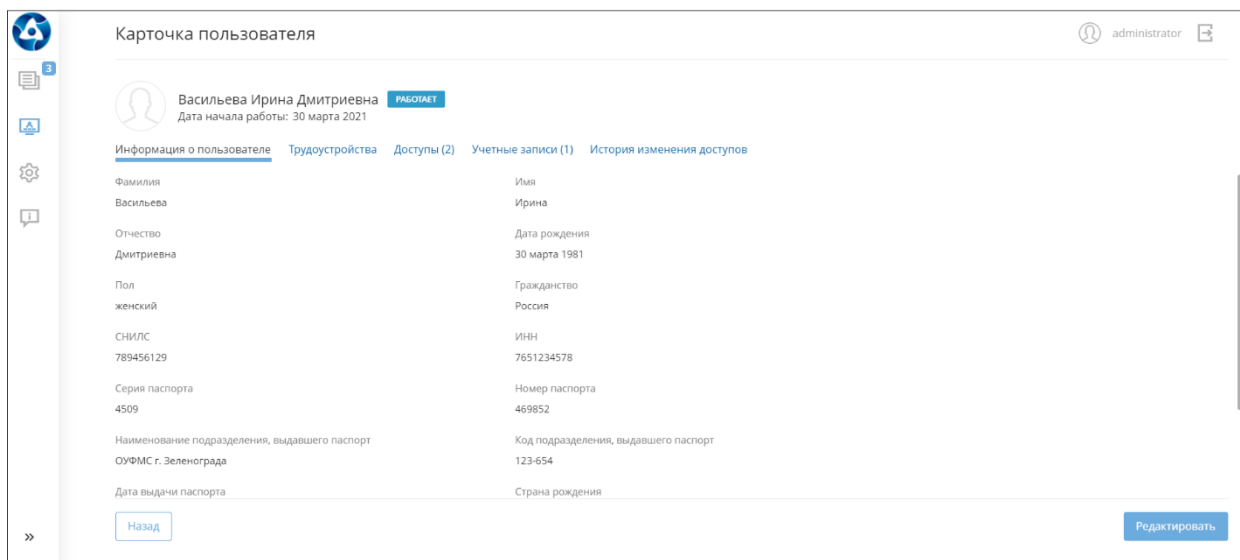 Карточка пользователя
administrator
3
Васильева Ирина Дмитриевна РАБОТАЕТ
Дата начала работы: 30 марта 2021
Информация о пользователе Трудоустройства Доступы (2) Учетные записи (1) История изменения доступов
Фамилия Имя
Васильева Ирина
Отчество Дата рождения
Дмитриевна 30 марта 1981
Пол Гражданство
женский Россия
СНИЛС ИНН
789456129 7651234578
Серия паспорта Номер паспорта
4509 469852
Наименование подразделения, выдавшего паспорт Код подразделения, выдавшего паспорт
ОУФМС г. Зеленограда 123-654
Дата выдачи паспорта Страна рождения
Назад Редактировать